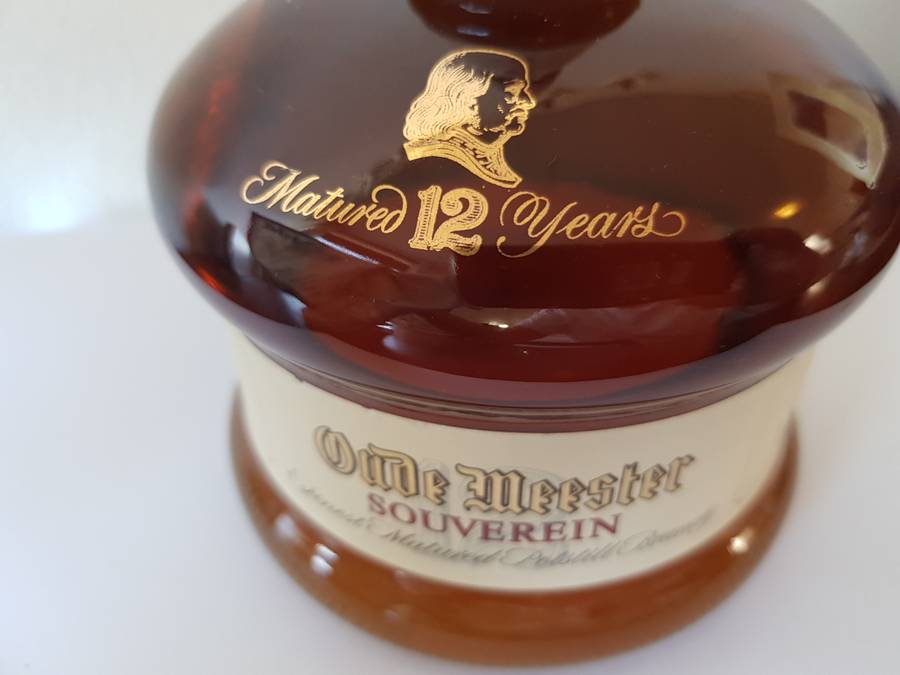 Matured 12 Years
Oude Meester
SOUVEREIN
Finest Matured Potstill Brandy